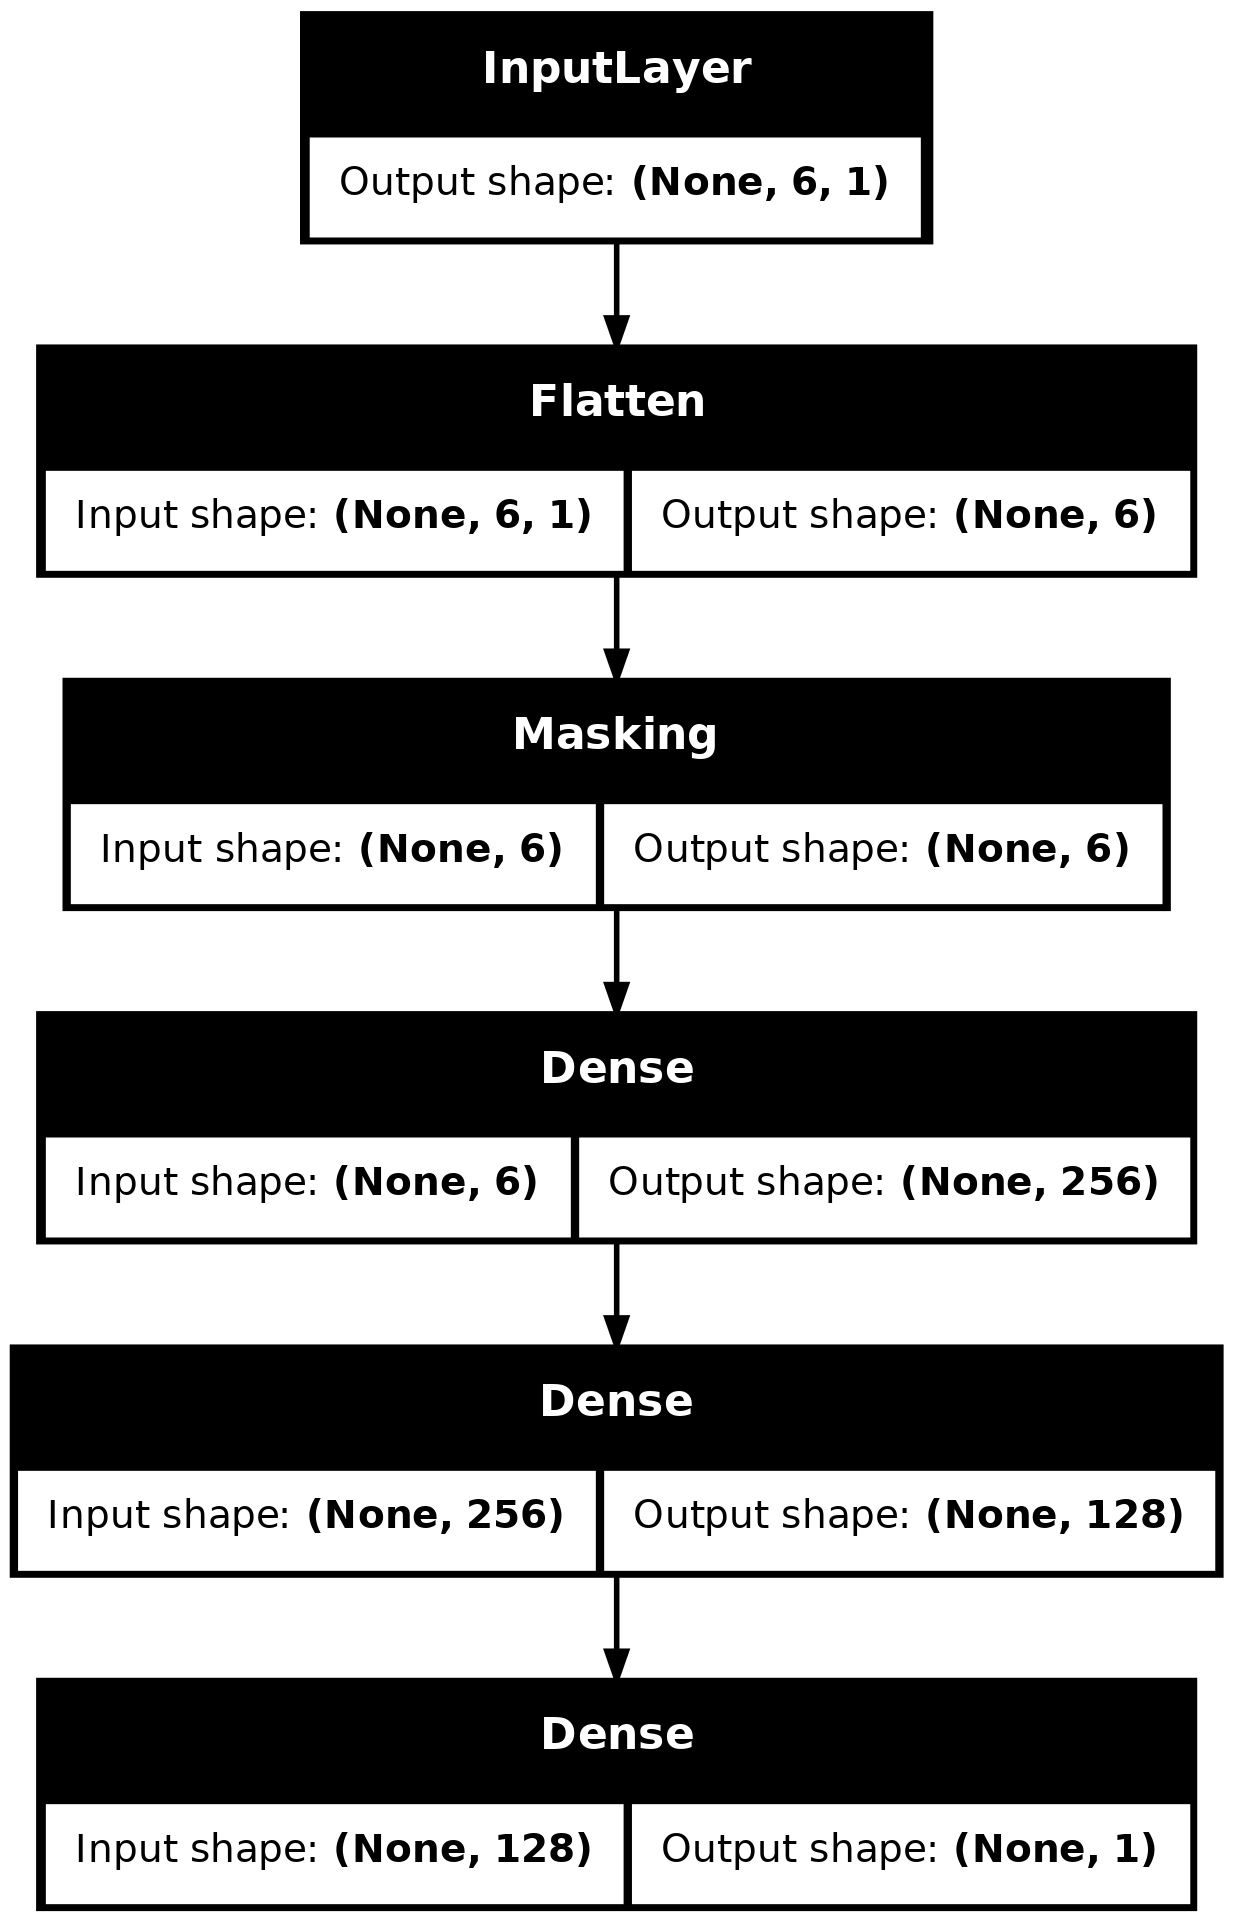 InputLayer
Output shape: (None, 6, 1)
Flatten
Input shape: (None, 6, 1) Output shape: (None, 6)
Masking
Input shape: (None, 6) Output shape: (None, 6)
Dense
Input shape: (None, 6) Output shape: (None, 256)
Dense
Input shape: (None, 256) Output shape: (None, 128)
Dense
Input shape: (None, 128) Output shape: (None, 1)